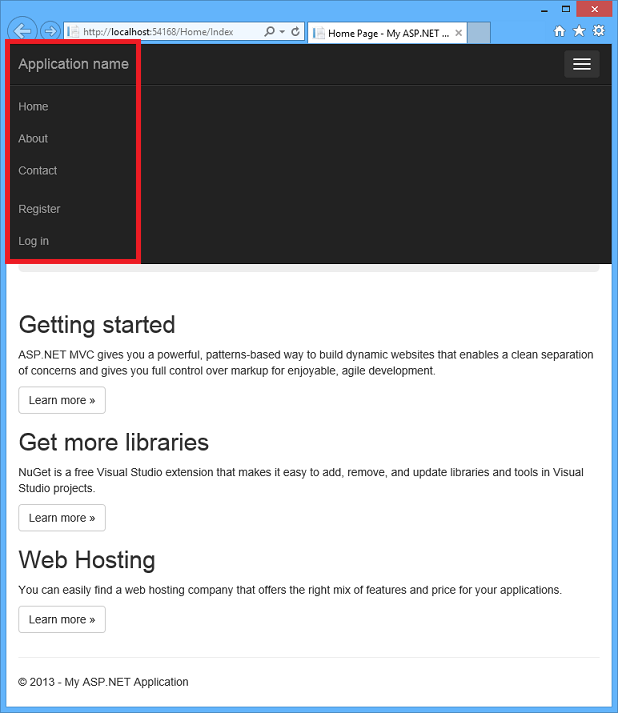 http://localhost:54168/Home/Index
Home Page - My ASP.NET ...
Application name
Home
About
Contact
Register
Log in
Getting started
ASP.NET MVC gives you a powerful, patterns-based way to build dynamic websites that enables a clean separation
of concerns and gives you full control over markup for enjoyable, agile development.
Learn more »
Get more libraries
NuGet is a free Visual Studio extension that makes it easy to add, remove, and update libraries and tools in Visual
Studio projects.
Learn more »
Web Hosting
You can easily find a web hosting company that offers the right mix of features and price for your applications.
Learn more »
© 2013 - My ASP.NET Application